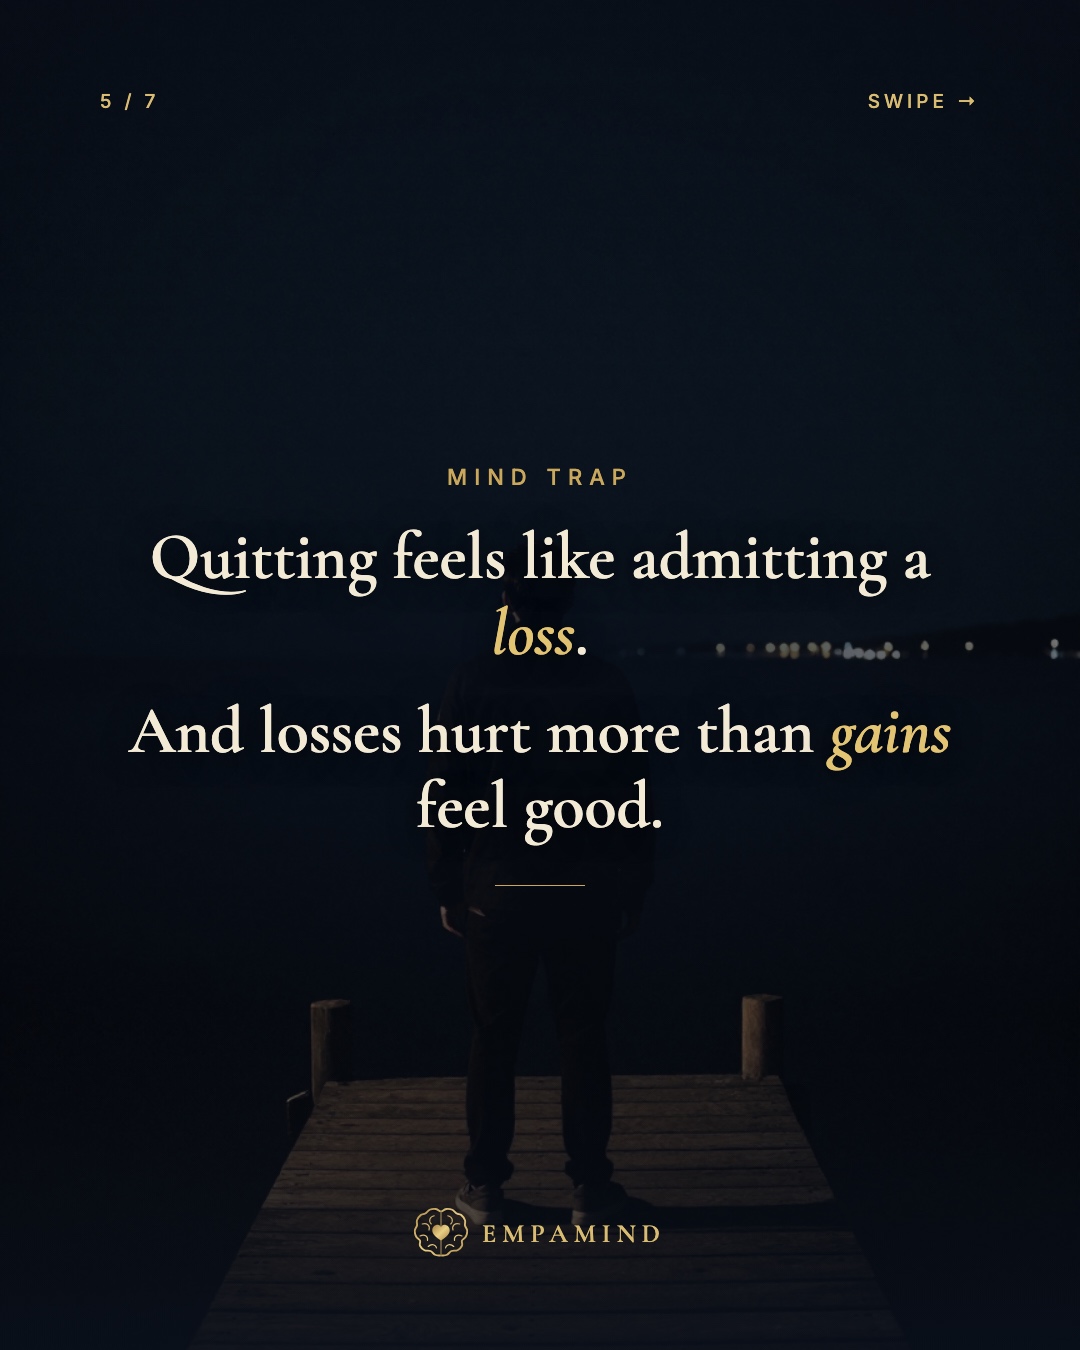 5 / 7
SWIPE →
MIND TRAP
Quitting feels like admitting a
loss.
And losses hurt more than gains
feel good.
EMPAMIND